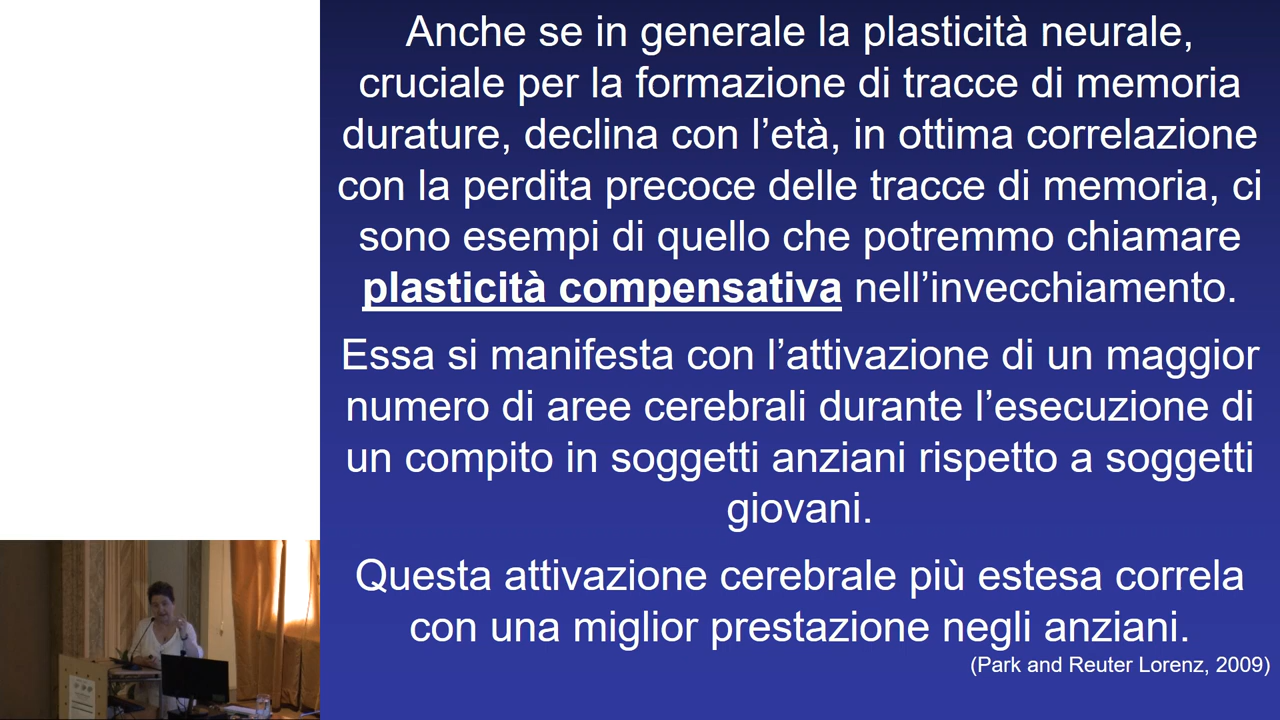 Anche se in generale la plasticità neurale,
cruciale per la formazione di tracce di memoria
durature, declina con l’età, in ottima correlazione
con la perdita precoce delle tracce di memoria, ci
sono esempi di quello che potremmo chiamare
plasticità compensativa nell’invecchiamento.
Essa si manifesta con l’attivazione di un maggior
numero di aree cerebrali durante l’esecuzione di
un compito in soggetti anziani rispetto a soggetti
giovani.
Questa attivazione cerebrale più estesa correla
con una miglior prestazione negli anziani.
(Park and Reuter Lorenz, 2009)